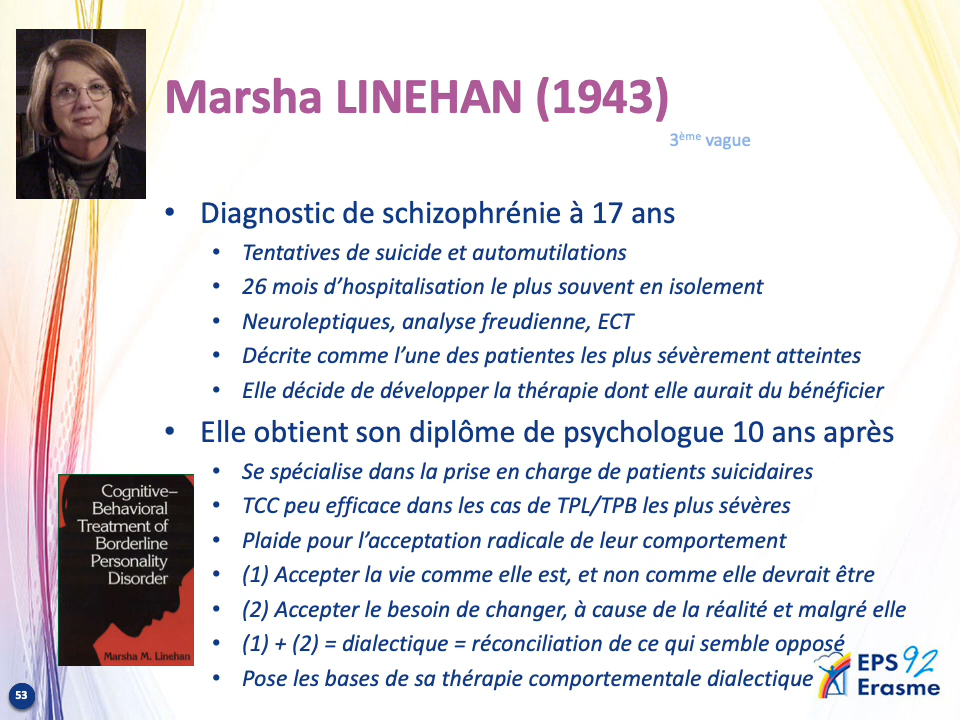 Marsha LINEHAN (1943)
3ème vague
• Diagnostic de schizophrénie à 17 ans
• Tentatives de suicide et automutilations
• 26 mois d’hospitalisation le plus souvent en isolement
• Neuroleptiques, analyse freudienne, ECT
• Décrite comme l’une des patientes les plus sévèrement atteintes
• Elle décide de développer la thérapie dont elle aurait du bénéficier
• Elle obtient son diplôme de psychologue 10 ans après
• Se spécialise dans la prise en charge de patients suicidaires
• TCC peu efficace dans les cas de TPL/TPB les plus sévères
• Plaide pour l’acceptation radicale de leur comportement
• (1) Accepter la vie comme elle est, et non comme elle devrait être
• (2) Accepter le besoin de changer, à cause de la réalité et malgré elle
• (1) + (2) = dialectique = réconciliation de ce qui semble opposé
• Pose les bases de sa thérapie comportementale dialectique
Cognitive–
Behavioral
Treatment of
Borderline
Personality
Disorder
Marsha M. Linehan
53
EPS 92
Erasme